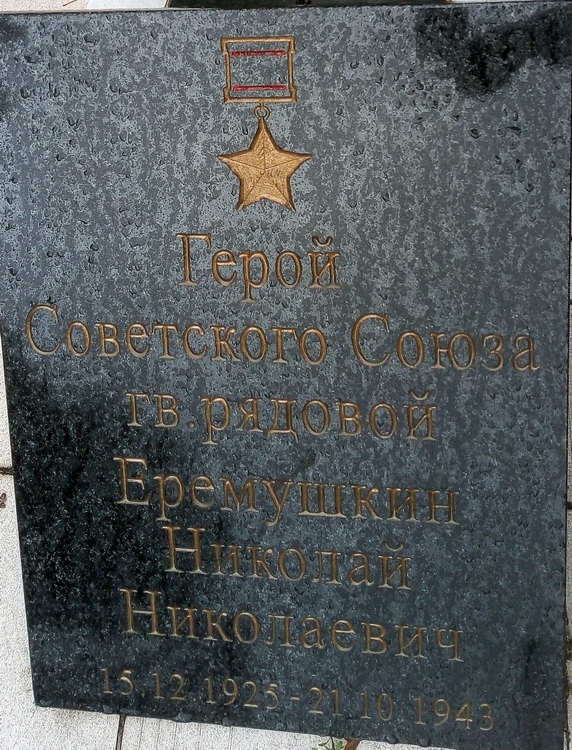 Герой
Советского Союза
гв.рядовой
Еремушкин
Николай
Николаевич
15.12 1925-21 10 1943